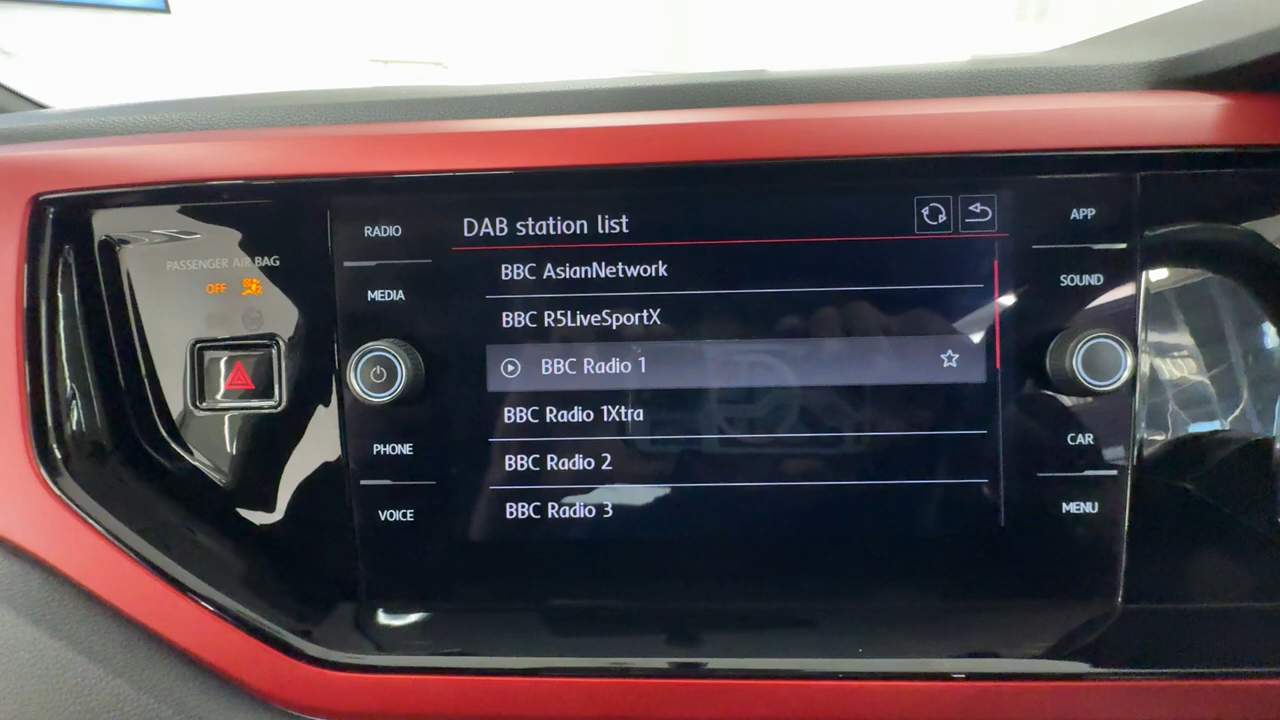 PASSENGER AIR BAG
OFF
RADIO
MEDIA
PHONE
VOICE
DAB station list
BBC AsianNetwork
BBC R5LiveSportX
BBC Radio 1
BBC Radio 1Xtra
BBC Radio 2
BBC Radio 3
APP
SOUND
CAR
MENU